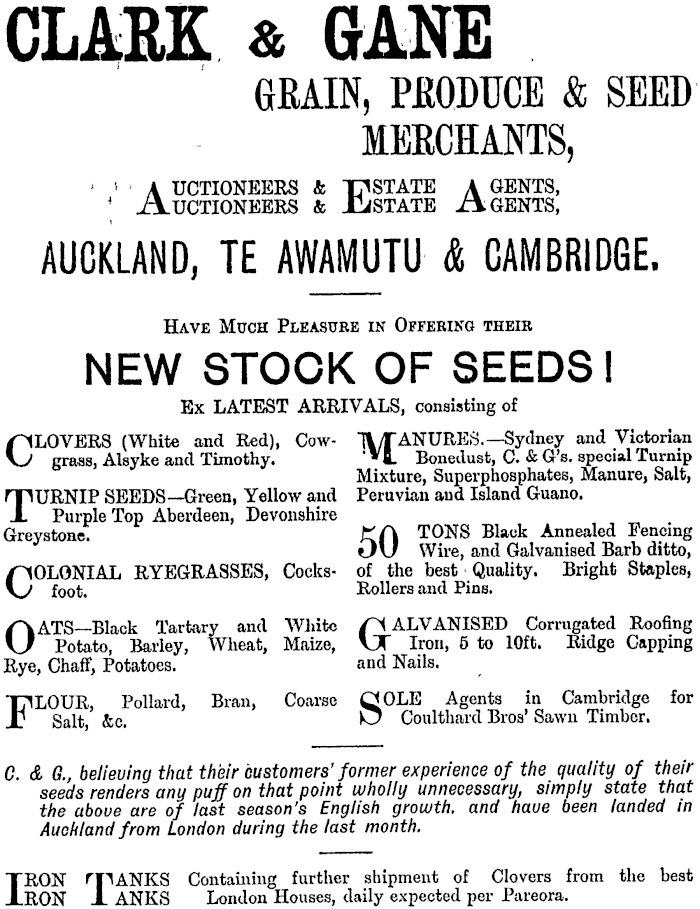 CLARK & GANE
GRAIN, PRODUCE & SEED
MERCHANTS,
AUCTIONEERS & ESTATE AGENTS,
AUCTIONEERS & ESTATE AGENTS,
AUCKLAND, TE AWAMUTU & CAMBRIDGE.
HAVE MUCH PLEASURE IN OFFERING THEIR
NEW STOCK OF SEEDS!
Ex LATEST ARRIVALS, consisting of
CLOVERS (White and Red), Cow-
grass, Alsyke and Timothy.
TURNIP SEEDS—Green, Yellow and
Purple Top Aberdeen, Devonshire
Greystone.
COLONIAL RYEGRASSES, Cocks-
foot.
OATS—Black Tartary and White
Potato, Barley, Wheat, Maize,
Rye, Chaff, Potatoes.
FLOUR, Pollard, Bran, Coarse
Salt, &c.
MANURES.—Sydney and Victorian
Bonedust, C. & G's. special Turnip
Mixture, Superphosphates, Manure, Salt,
Peruvian and Island Guano.
50 TONS Black Annealed Fencing
Wire, and Galvanised Barb ditto,
of the best Quality. Bright Staples,
Rollers and Pins.
GALVANISED Corrugated Roofing
Iron, 5 to 10ft. Ridge Capping
and Nails.
SOLE Agents in Cambridge for
Coulthard Bros' Sawn Timber.
C. & G., believing that their customers' former experience of the quality of their
seeds renders any puff on that point wholly unnecessary, simply state that
the above are of last season's English growth. and have been landed in
Auckland from London during the last month.
IRON TANKS Containing further shipment of Clovers from the best
IRON TANKS London Houses, daily expected per Pareora.